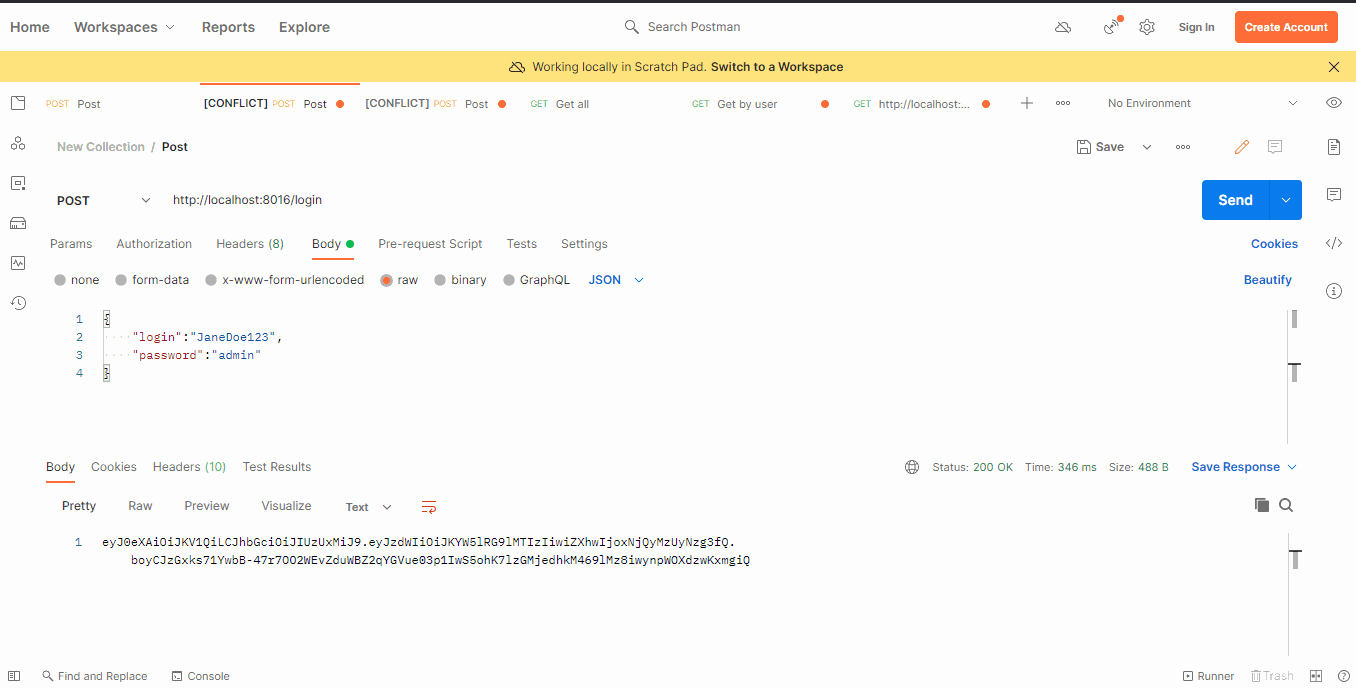 Home Workspaces Reports Explore Search Postman Sign In Create Account
Working locally in Scratch Pad. Switch to a Workspace
POST Post [CONFLICT] POST Post [CONFLICT] POST Post GET Get all GET Get by user GET http://localhost:... No Environment
New Collection / Post Save
POST http://localhost:8016/login Send
Params Authorization Headers (8) Body Pre-request Script Tests Settings Cookies
none form-data x-www-form-urlencoded raw binary GraphQL JSON Beautify
1 {
2 "login":"JaneDoe123",
3 "password":"admin"
4 }
Body Cookies Headers (10) Test Results Status: 200 OK Time: 346 ms Size: 488 B Save Response
Pretty Raw Preview Visualize Text
1 eyJ0eXAiOiJKV1QiLCJhbGciOiJIUzUxMiJ9.eyJzdWIiOiJKYW5lRG9lMTIzIiwiZXhwIjoxNjQyMzUyNzg3fQ.
boyCJzGxks71YwbB-47r7OO2WEvZduWBZ2qYGVue03p1IwS5ohK7lzGMjedhkM469lMz8iwynpWOXdzwKxmgiQ
Find and Replace Console Runner Trash